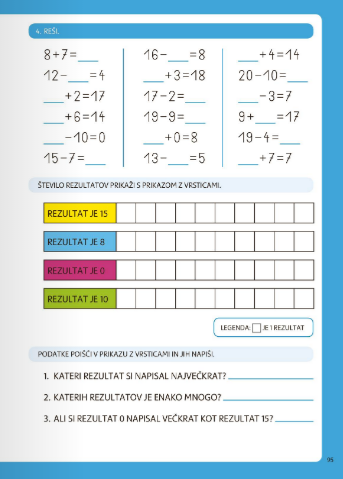 4. REŠI.
8+7=___ 16-___=8 ___+4=14
12-___=4 ___+3=18 20-10=___
___+2=17 17-2=___ ___-3=7
___+6=14 19-9=___ 9+___=17
___-10=0 ___+0=8 19-4=___
15-7=___ 13-___=5 ___+7=7
ŠTEVILO REZULTATOV PRIKAŽI S PRIKAZOM Z VRSTICAMI.
REZULTAT JE 15
REZULTAT JE 8
REZULTAT JE 0
REZULTAT JE 10
LEGENDA: □ JE 1 REZULTAT
PODATKE POIŠČI V PRIKAZU Z VRSTICAMI IN JIH NAPIŠI.
1. KATERI REZULTAT SI NAPISAL NAJVEČKRAT? ___
2. KATERIH REZULTATOV JE ENAKO MNOGO? ___
3. ALI SI REZULTAT 0 NAPISAL VEČKRAT KOT REZULTAT 15? ___
95